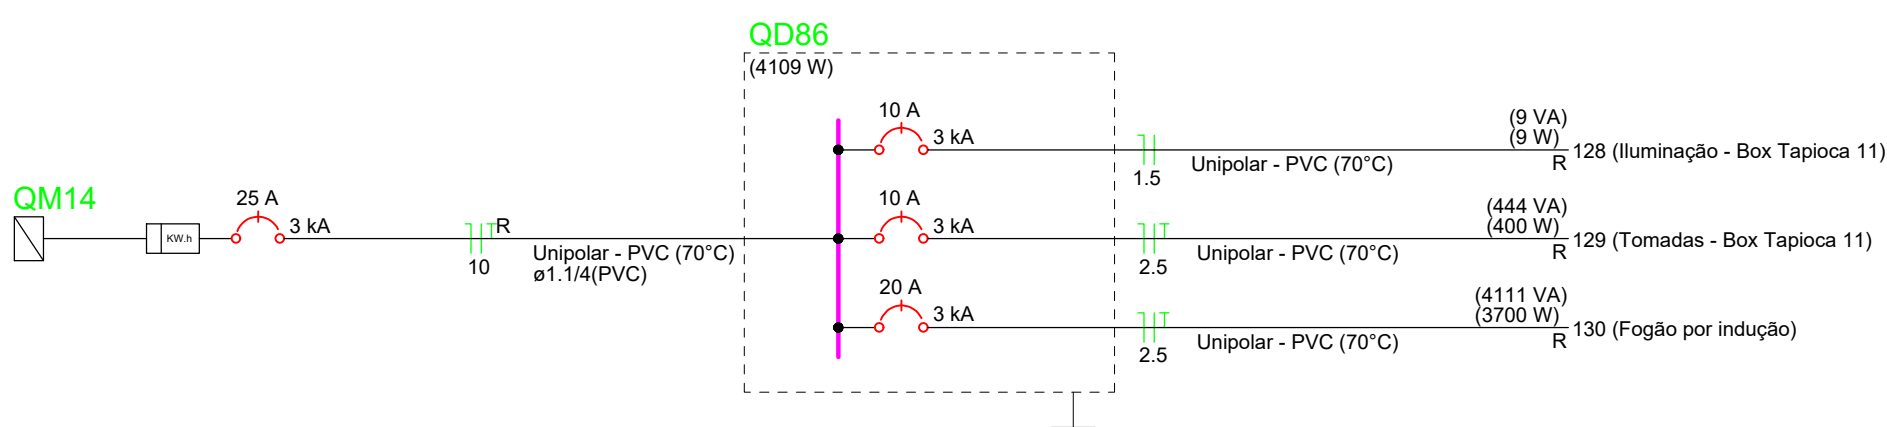 QD86
(4109 W)
10 A
3 kA
1.5
Unipolar - PVC (70°C)
(9 VA)
(9 W)
R
128 (Iluminação - Box Tapioca 11)
QM14
KW.h
25 A
3 kA
R
10
Unipolar - PVC (70°C)
ø1.1/4(PVC)
10 A
3 kA
2.5
Unipolar - PVC (70°C)
(444 VA)
(400 W)
R
129 (Tomadas - Box Tapioca 11)
20 A
3 kA
2.5
Unipolar - PVC (70°C)
(4111 VA)
(3700 W)
R
130 (Fogão por indução)